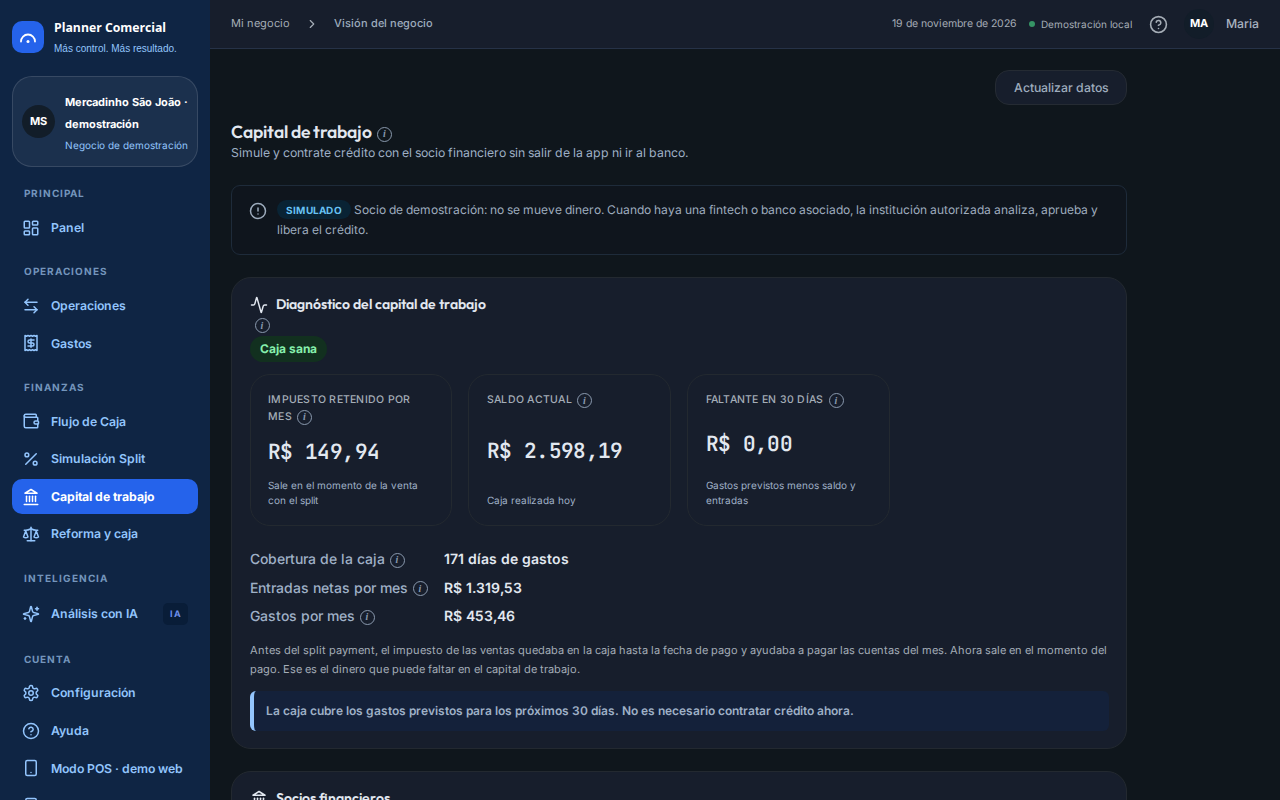 Planner Comercial
Más control. Más resultado.
MS
Mercadinho São João ·
demostración
Negocio de demostración
PRINCIPAL
Panel
OPERACIONES
Operaciones
Gastos
FINANZAS
Flujo de Caja
Simulación Split
Capital de trabajo
Reforma y caja
INTELIGENCIA
Análisis con IA
IA
CUENTA
Configuración
Ayuda
Modo POS · demo web
Mi negocio
Visión del negocio
19 de noviembre de 2026
Demostración local
MA
Maria
Actualizar datos
Capital de trabajo
Simule y contrate crédito con el socio financiero sin salir de la app ni ir al banco.
SIMULADO Socio de demostración: no se mueve dinero. Cuando haya una fintech o banco asociado, la institución autorizada analiza, aprueba y
libera el crédito.
Diagnóstico del capital de trabajo
Caja sana
IMPUESTO RETENIDO POR
MES
R$ 149,94
Sale en el momento de la venta
con el split
SALDO ACTUAL
R$ 2.598,19
Caja realizada hoy
FALTANTE EN 30 DÍAS
R$ 0,00
Gastos previstos menos saldo y
entradas
Cobertura de la caja 171 días de gastos
Entradas netas por mes R$ 1.319,53
Gastos por mes R$ 453,46
Antes del split payment, el impuesto de las ventas quedaba en la caja hasta la fecha de pago y ayudaba a pagar las cuentas del mes. Ahora sale en el momento del
pago. Ese es el dinero que puede faltar en el capital de trabajo.
La caja cubre los gastos previstos para los próximos 30 días. No es necesario contratar crédito ahora.
Socios financieros